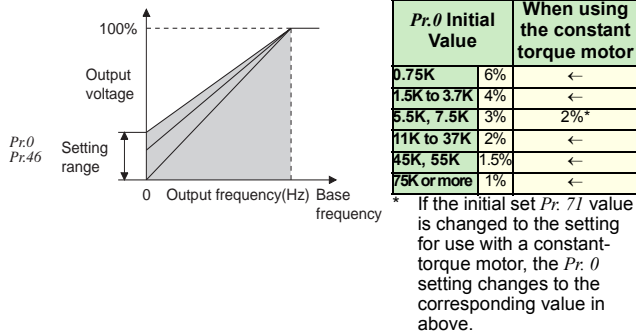 100%
Output
voltage
Pr.0
Pr.46
Setting
range
0
Output frequency(Hz)
Base
frequency
Pr.0 Initial
Value
When using
the constant
torque motor
0.75K 6% ←
1.5K to 3.7K 4% ←
5.5K, 7.5K 3% 2%*
11K to 37K 2% ←
45K, 55K 1.5% ←
75K or more 1% ←
* If the initial set Pr. 71 value
is changed to the setting
for use with a constant-
torque motor, the Pr. 0
setting changes to the
corresponding value in
above.